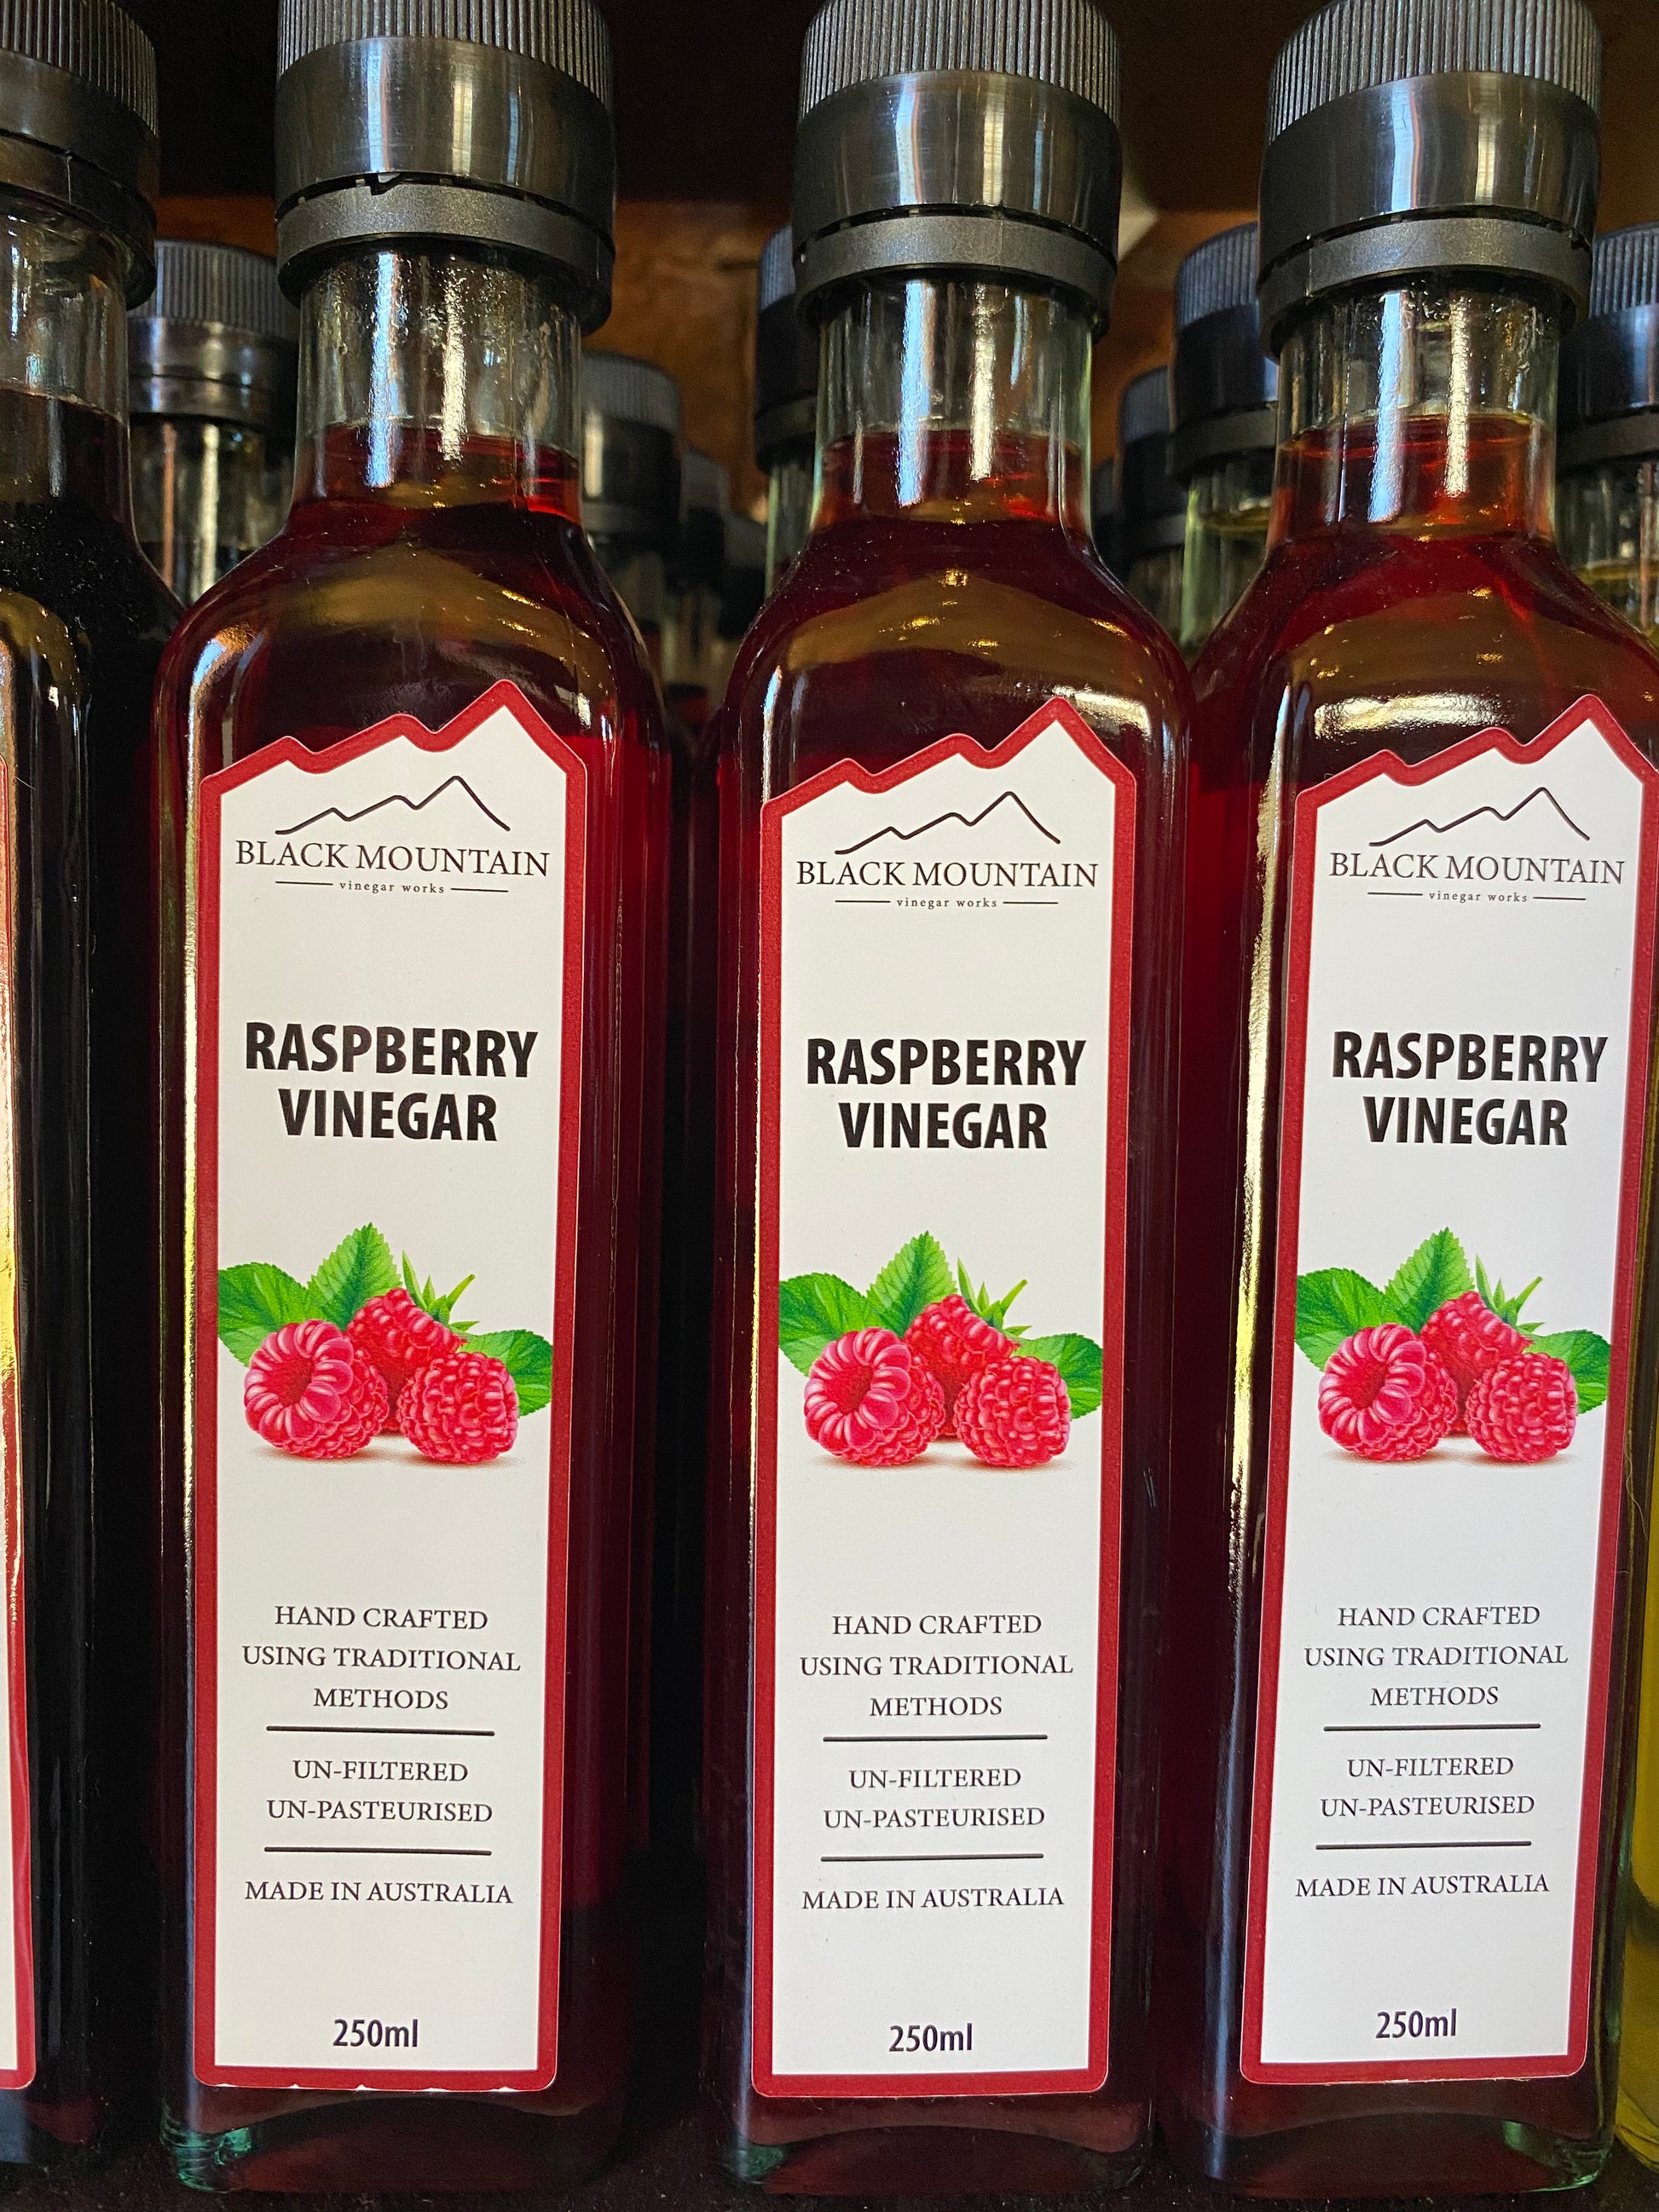 BLACK MOUNTAIN
vinegar works
RASPBERRY
VINEGAR
HAND CRAFTED
USING TRADITIONAL
METHODS
UN-FILTERED
UN-PASTEURISED
MADE IN AUSTRALIA
250ml
BLACK MOUNTAIN
vinegar works
RASPBERRY
VINEGAR
HAND CRAFTED
USING TRADITIONAL
METHODS
UN-FILTERED
UN-PASTEURISED
MADE IN AUSTRALIA
250ml
BLACK MOUNTAIN
vinegar works
RASPBERRY
VINEGAR
HAND CRAFTED
USING TRADITIONAL
METHODS
UN-FILTERED
UN-PASTEURISED
MADE IN AUSTRALIA
250ml